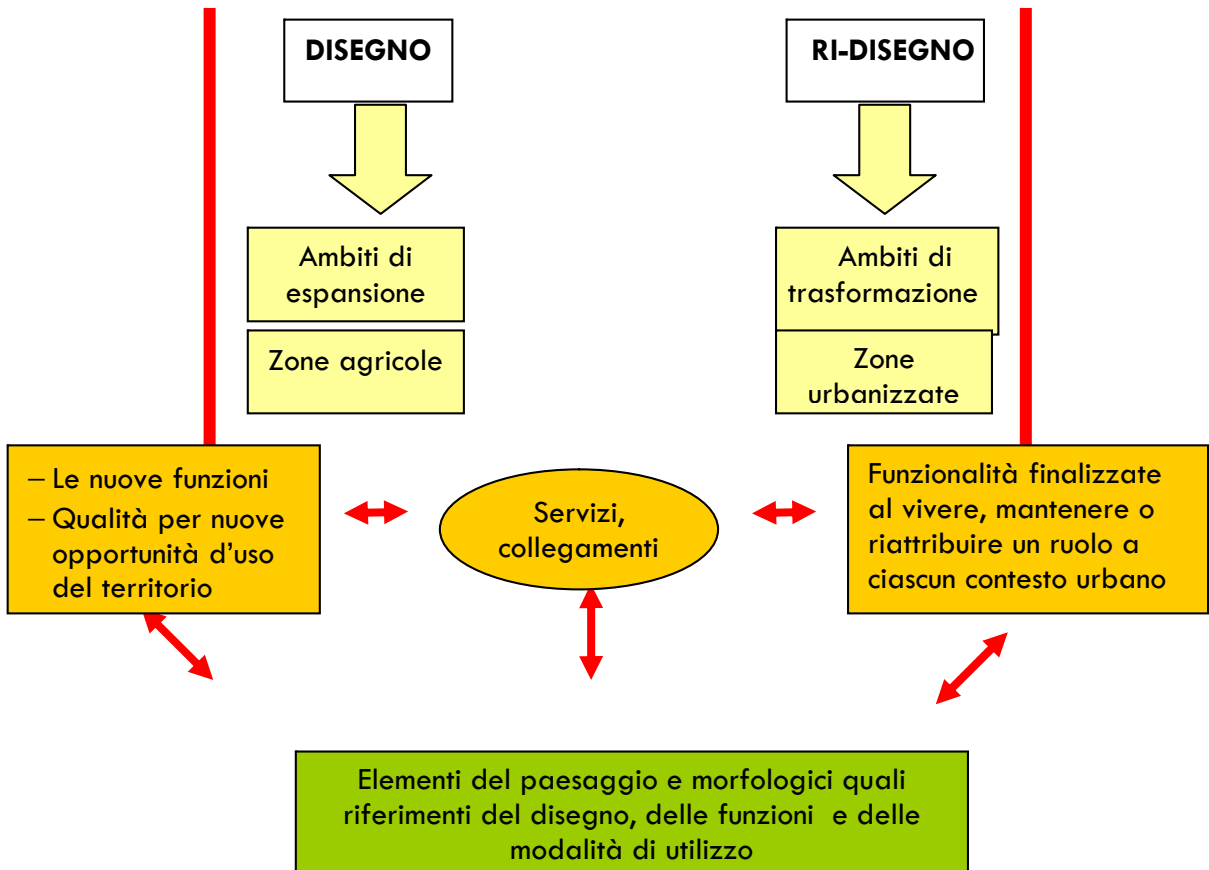 DISEGNO
RI-DISEGNO
Ambiti di
espansione
Ambiti di
trasformazione
Zone agricole
Zone
urbanizzate
– Le nuove funzioni
– Qualità per nuove
opportunità d'uso
del territorio
Servizi,
collegamenti
Funzionalità finalizzate
al vivere, mantenere o
riattribuire un ruolo a
ciascun contesto urbano
Elementi del paesaggio e morfologici quali
riferimenti del disegno, delle funzioni e delle
modalità di utilizzo